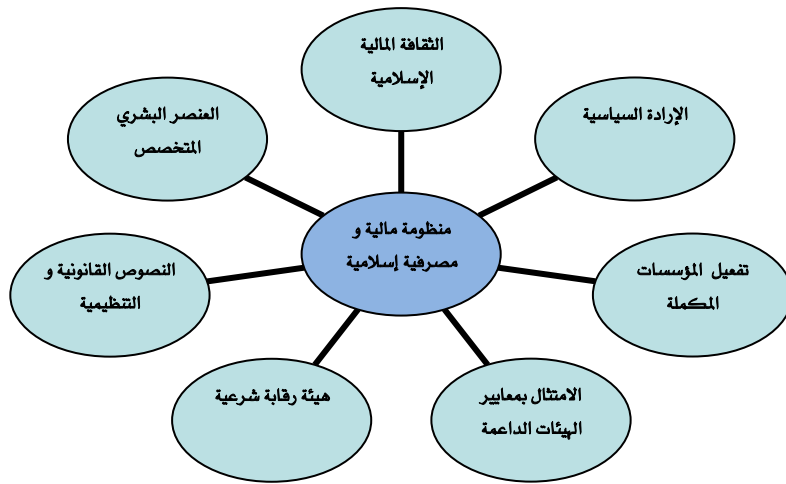 الثقافة المالية
الإسلامية
الإرادة السياسية
العنصر البشري
المتخصص
منظومة مالية و
مصرفية إسلامية
تفعيل المؤسسات
المكملة
النصوص القانونية و
التنظيمية
الامتثال بمعايير
الهيئات الداعمة
هيئة رقابة شرعية